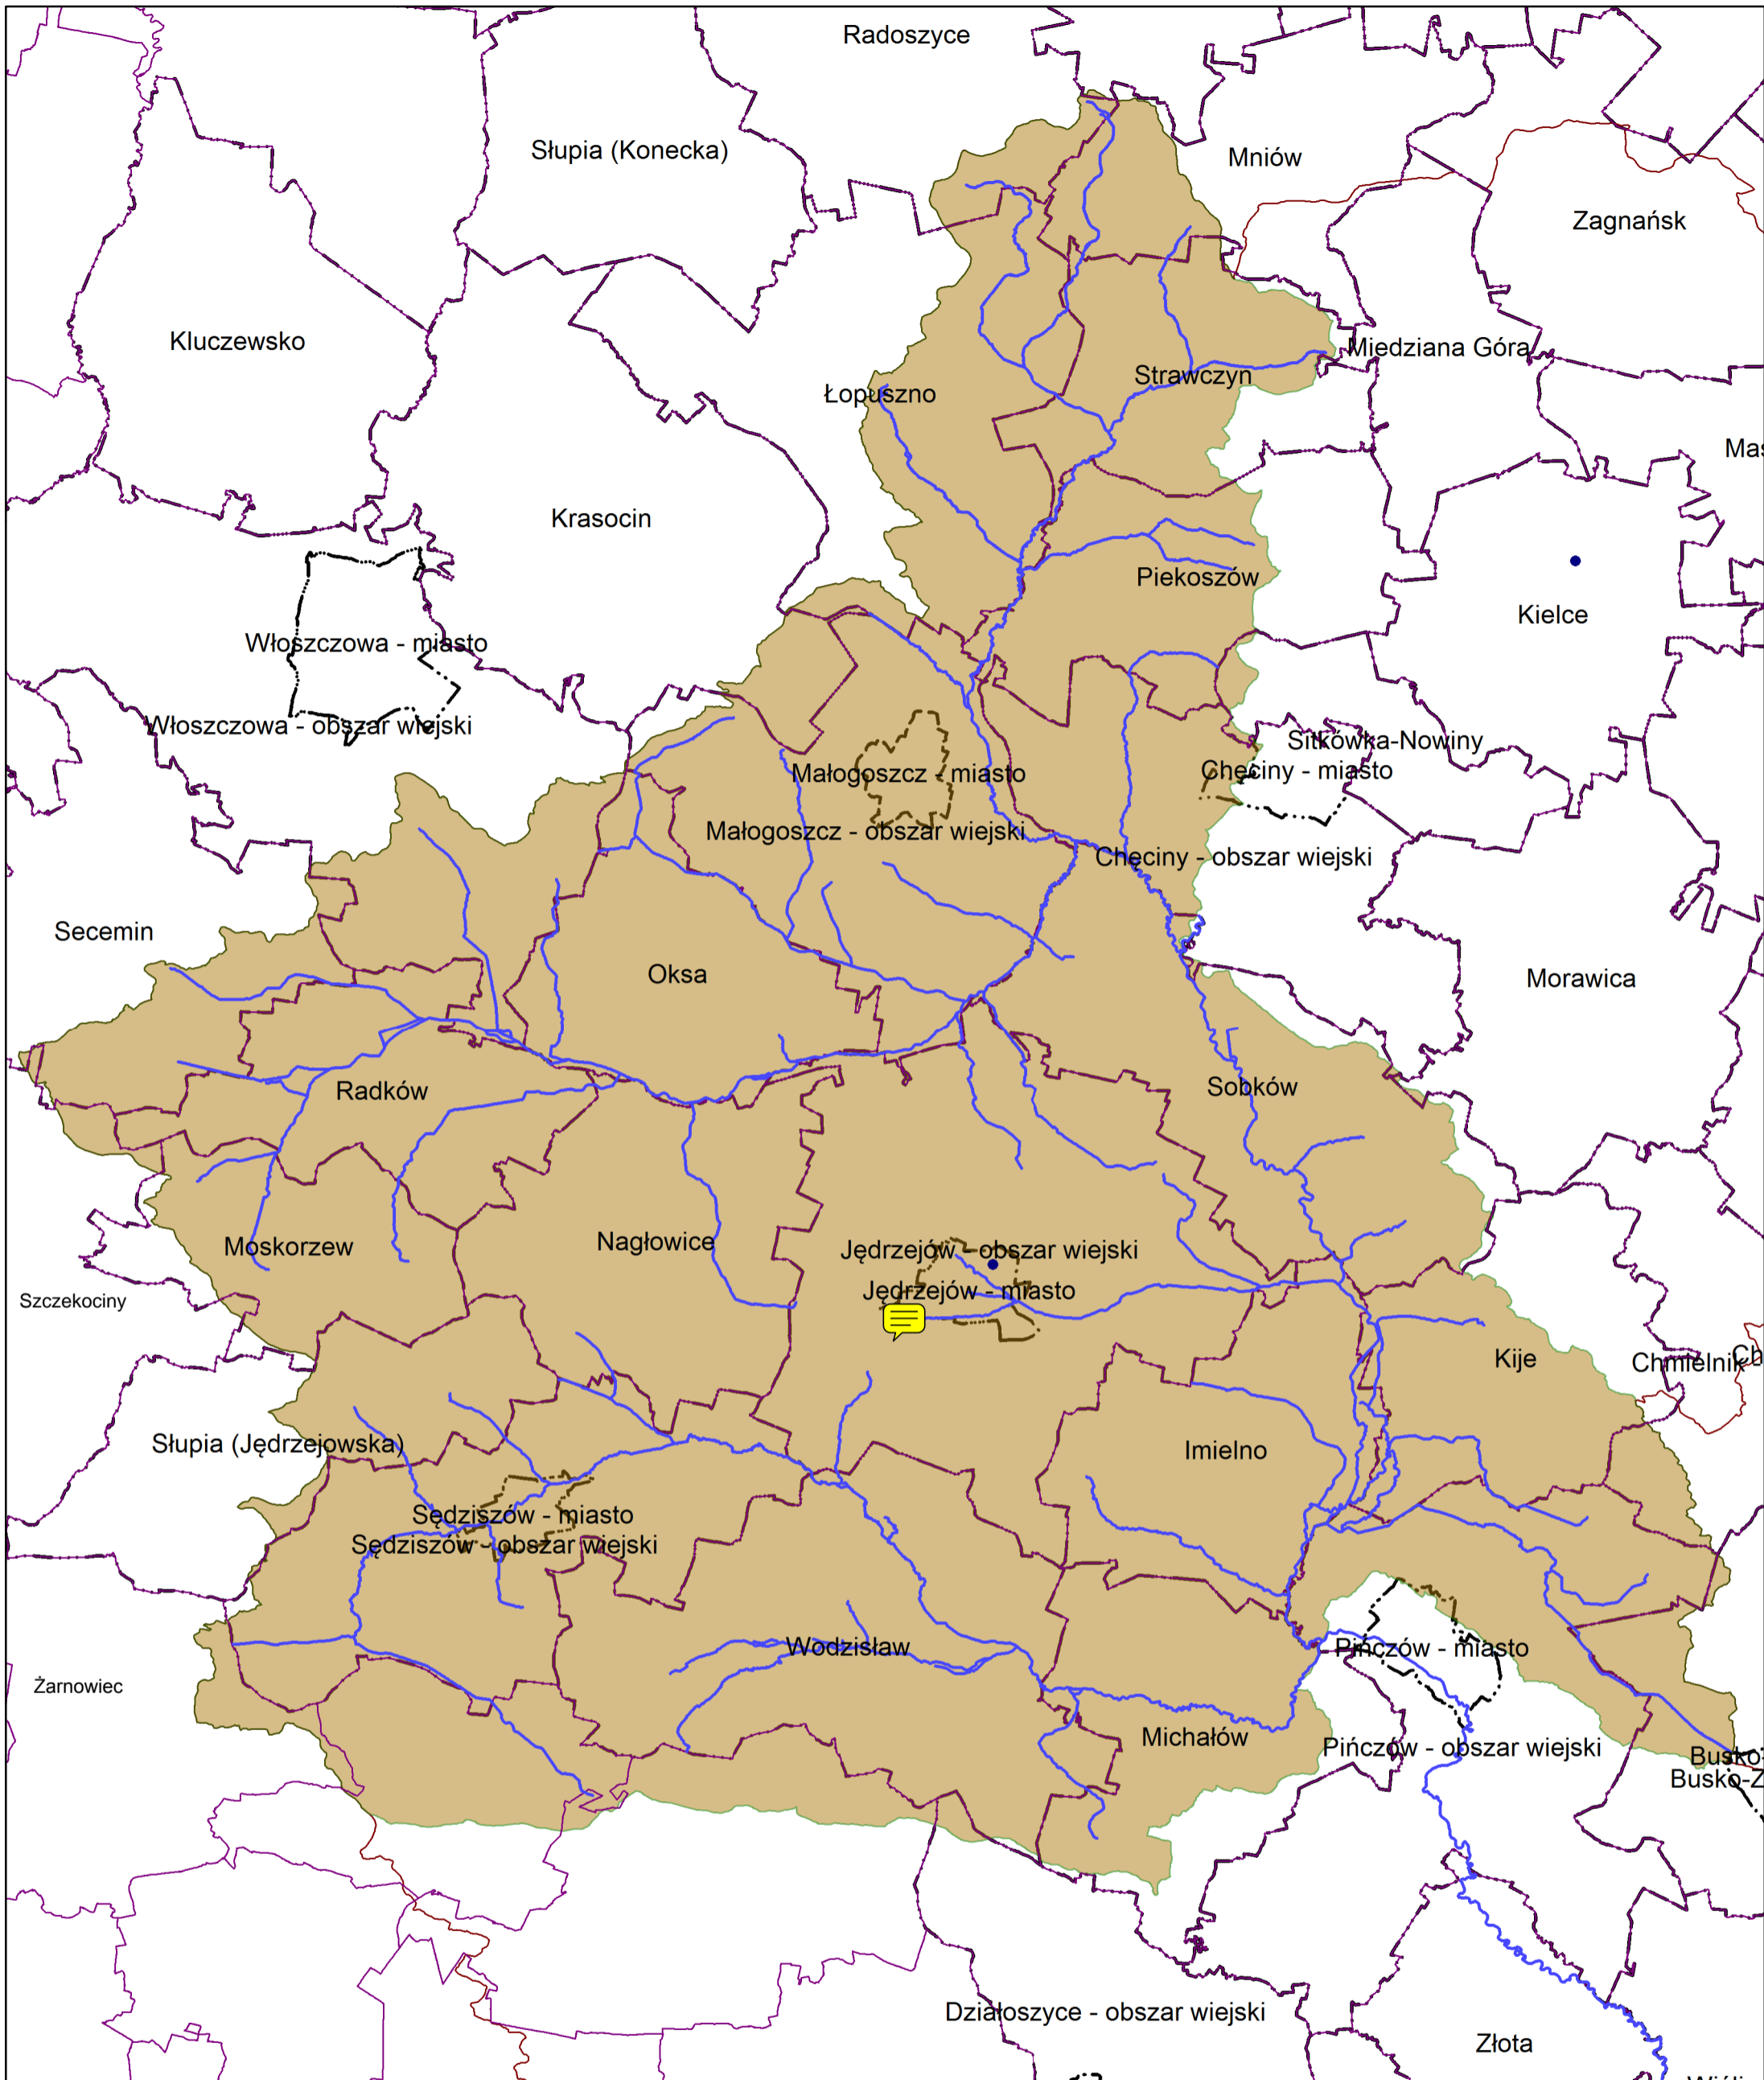 Radoszyce
Słupia (Konecka)
Mniów
Zagnańsk
Kluczewsko
Miedziana Góra
Strawczyn
Łopuszno
Krasocin
Piekoszów
Kielce
Włoszczowa - miasto
Włoszczowa - obszar wiejski
Sitkówka-Nowiny
Małogoszcz - miasto
Chęciny - miasto
Małogoszcz - obszar wiejski
Chęciny - obszar wiejski
Secemin
Oksa
Morawica
Radków
Sobków
Moskorzew
Nagłowice
Jędrzejów - obszar wiejski
Jędrzejów - miasto
Szczekociny
Kije
Chmielnik
Ch
Słupia (Jędrzejowska)
Imielno
Sędziszów - miasto
Sędziszów - obszar wiejski
Wodzisław
Pińczów - miasto
Żarnowiec
Michałów
Pińczów - obszar wiejski
Busko-Z
Działoszyce - obszar wiejski
Złota